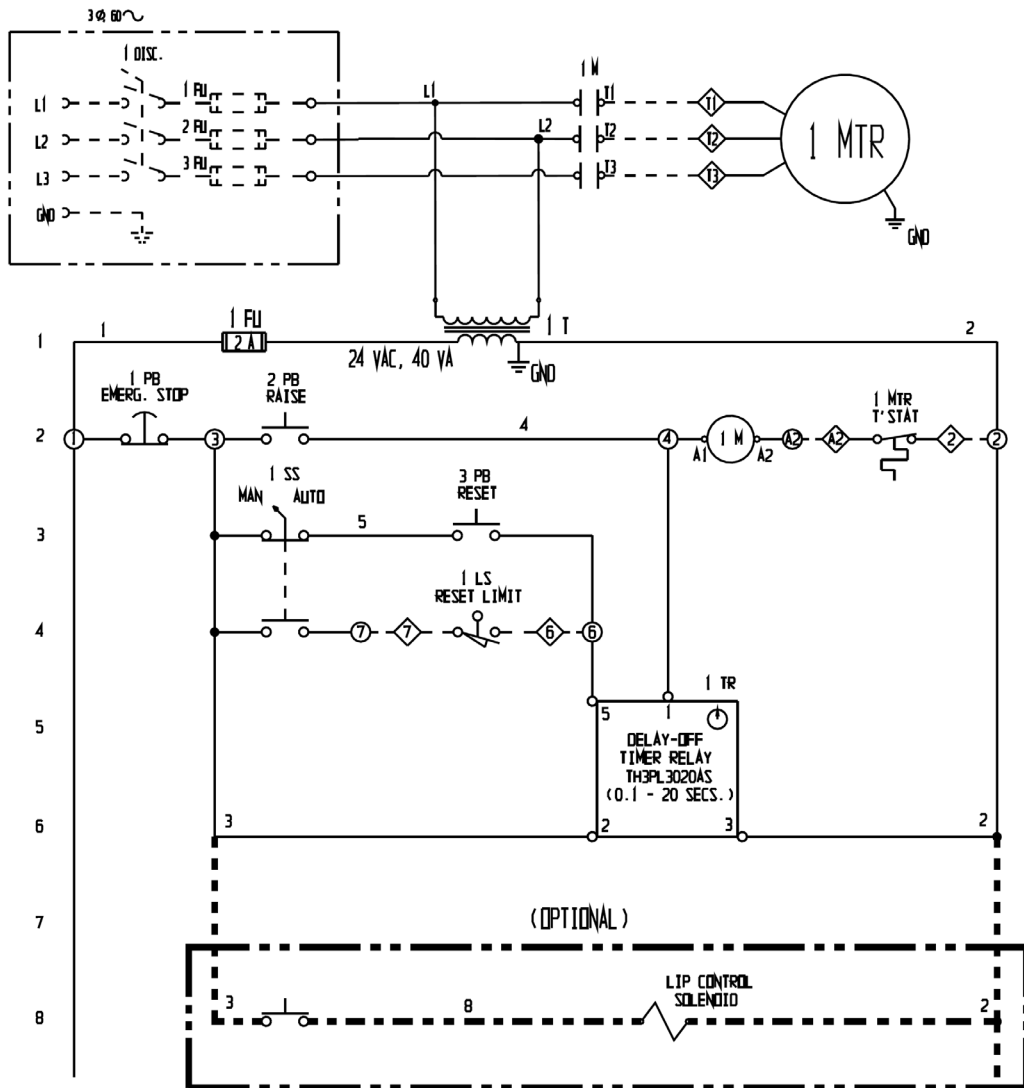 3Ø, 60
1 DISC.
1 M
L1 1 FU L1 T1 T1
L2 2 FU L2 T2 T2 1 MTR
L3 3 FU T3 T3
GND
GND
1 FU
1 1 2 A 1 T 2
24 VAC, 40 VA
GND
1 PB
EMERG. STOP
2 PB
RAISE
1 MTR
T'STAT
2 1 3 4 4 A1 1 M A2 A2 A2 2 2
1 SS
MAN AUTO
3 PB
RESET
3 5
1 LS
RESET LIMIT
4 7 7 6 6
1 TR
5 5 1
DELAY-OFF
TIMER RELAY
TH3PL3020AS
(0.1 - 20 SECS.)
6 3 2 3 2
7 (OPTIONAL)
LIP CONTROL
SOLENOID
8 3 8 2